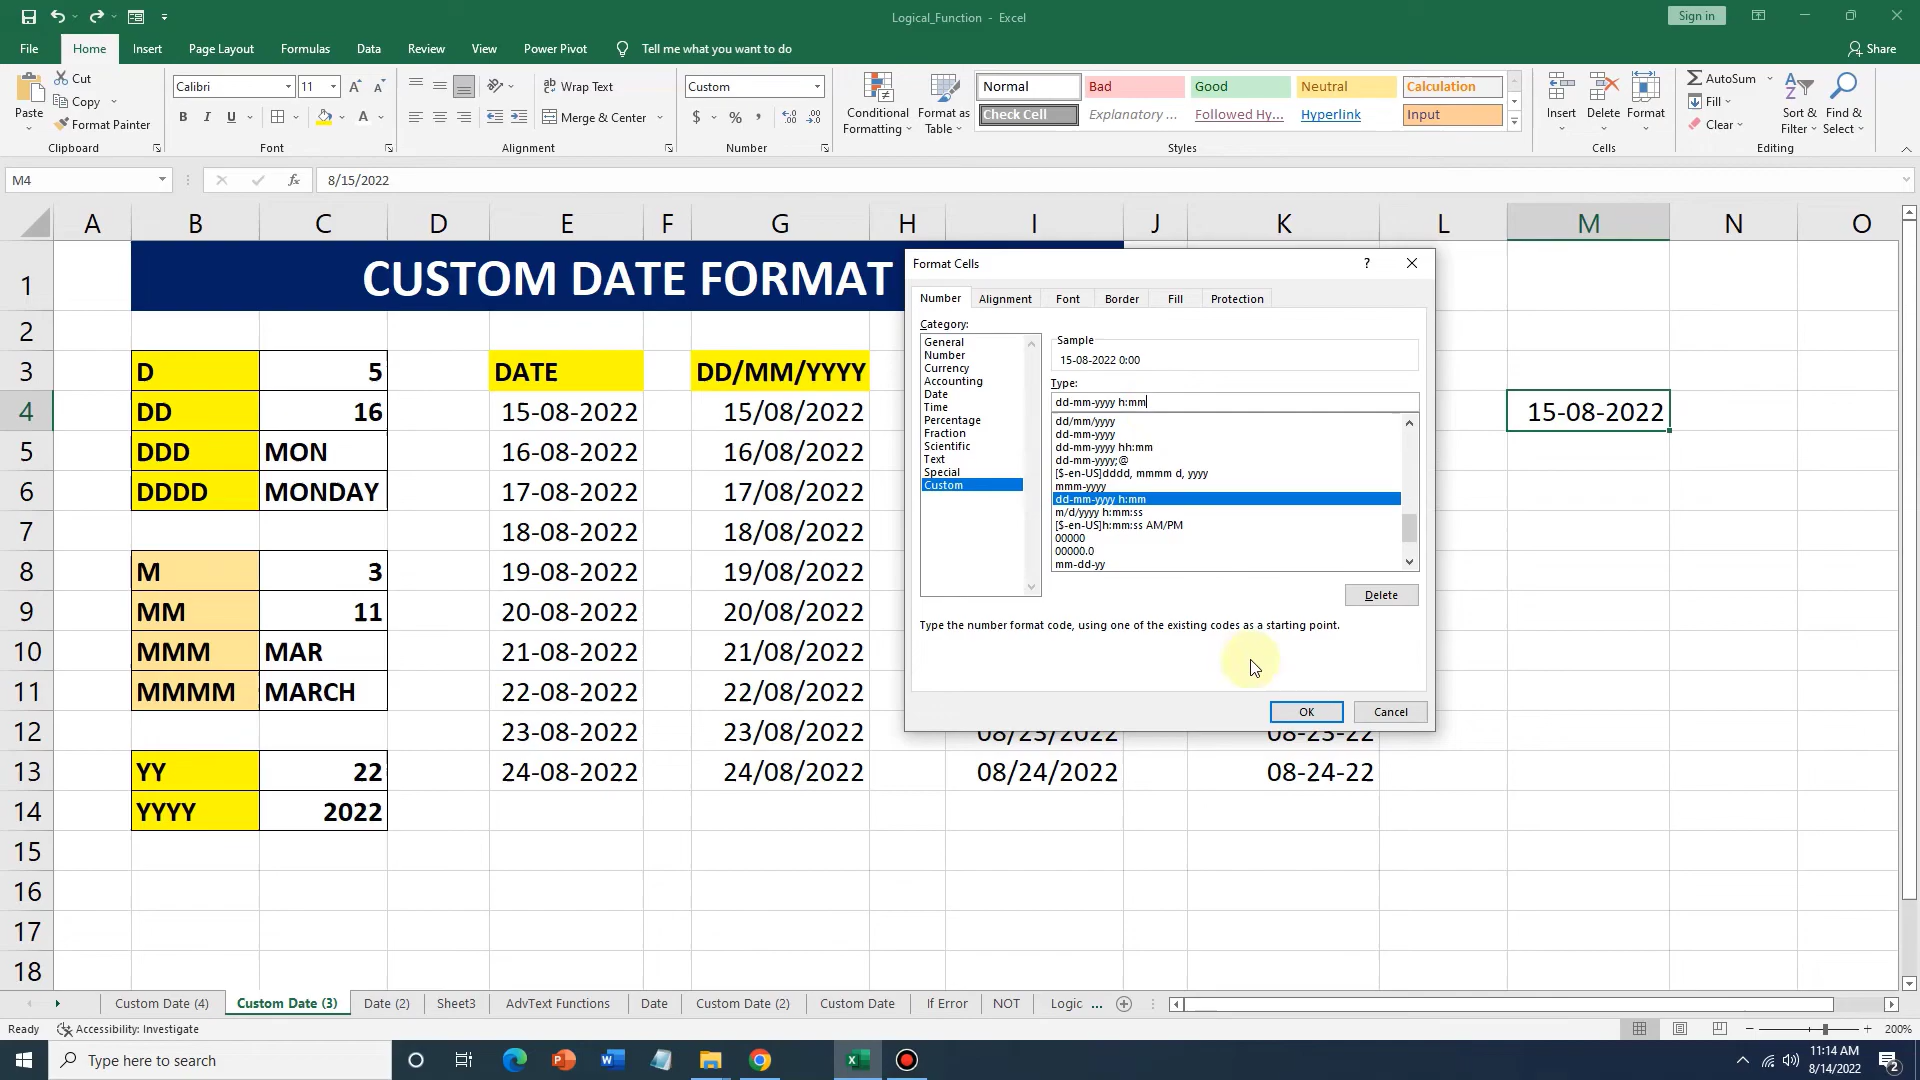 Logical_Function - Excel
Sign in
File Home Insert Page Layout Formulas Data Review View Power Pivot Tell me what you want to do
Share
Paste
Cut
Copy
Format Painter
Clipboard
Calibri 11
B I U
A
Font
Wrap Text
Merge & Center
Alignment
Custom
$ % ,
Number
Conditional Formatting
Format as Table
Normal Bad Good Neutral Calculation
Check Cell Explanatory ... Followed Hy... Hyperlink Input
Styles
Insert Delete Format
Cells
AutoSum
Fill
Clear
Sort & Filter
Find & Select
Editing
M4 fx 8/15/2022
A B C D E F G H I J K L M N O
1 CUSTOM DATE FORMAT
2
3 D 5 DATE DD/MM/YYYY
4 DD 16 15-08-2022 15/08/2022 15-08-2022
5 DDD MON 16-08-2022 16/08/2022
6 DDDD MONDAY 17-08-2022 17/08/2022
7 18-08-2022 18/08/2022
8 M 3 19-08-2022 19/08/2022
9 MM 11 20-08-2022 20/08/2022
10 MMM MAR 21-08-2022 21/08/2022
11 MMMM MARCH 22-08-2022 22/08/2022
12 23-08-2022 23/08/2022 08/23/2022 08-23-22
13 YY 22 24-08-2022 24/08/2022 08/24/2022 08-24-22
14 YYYY 2022
15
16
17
18
Format Cells ?
Number Alignment Font Border Fill Protection
Category:
General
Number
Currency
Accounting
Date
Time
Percentage
Fraction
Scientific
Text
Special
Custom
Sample
15-08-2022 0:00
Type:
dd-mm-yyyy h:mm
dd/mm/yyyy
dd-mm-yyyy
dd-mm-yyyy hh:mm
dd-mm-yyyy;@
[$-en-US]dddd, mmmm d, yyyy
mmm-yyyy
dd-mm-yyyy h:mm
m/d/yyyy h:mm:ss
[$-en-US]h:mm:ss AM/PM
00000
00000.0
mm-dd-yy
Delete
Type the number format code, using one of the existing codes as a starting point.
OK Cancel
Custom Date (4) Custom Date (3) Date (2) Sheet3 AdvText Functions Date Custom Date (2) Custom Date If Error NOT Logic ...
Ready Accessibility: Investigate
200%
Type here to search
11:14 AM
8/14/2022
2